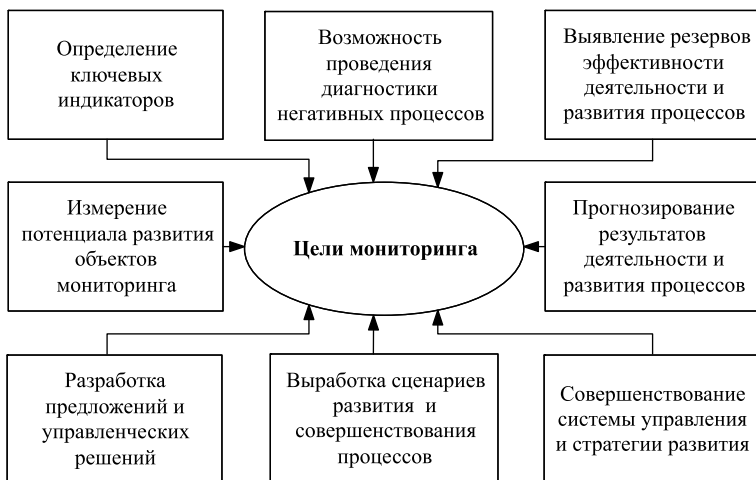 Определение
ключевых
индикаторов
Возможность
проведения
диагностики
негативных процессов
Выявление резервов
эффективности
деятельности и
развития процессов
Измерение
потенциала развития
объектов
мониторинга
Цели мониторинга
Прогнозирование
результатов
деятельности и
развития процессов
Разработка
предложений и
управленческих
решений
Выработка сценариев
развития и
совершенствования
процессов
Совершенствование
системы управления
и стратегии развития